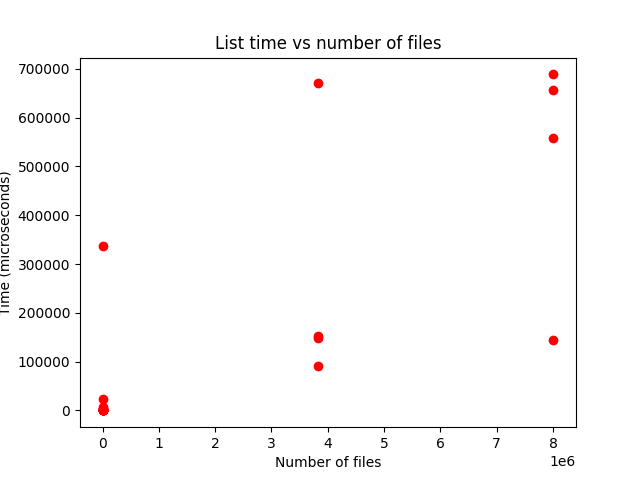 List time vs number of files
700000
600000
500000
400000
300000
200000
100000
0
Time (microseconds)
0 1 2 3 4 5 6 7 8
1e6
Number of files